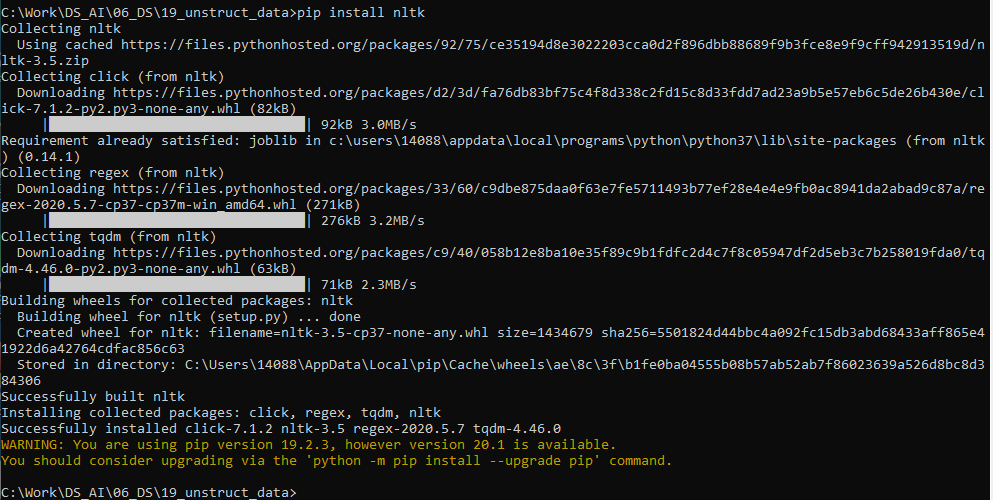 C:\Work\DS_AI\06_DS\19_unstruct_data>pip install nltk
Collecting nltk
  Using cached https://files.pythonhosted.org/packages/92/75/ce35194d8e3022203cca0d2f896dbb88689f9b3fce8e9f9cff942913519d/n
ltk-3.5.zip
Collecting click (from nltk)
  Downloading https://files.pythonhosted.org/packages/d2/3d/fa76db83bf75c4f8d338c2fd15c8d33fdd7ad23a9b5e57eb6c5de26b430e/cl
ick-7.1.2-py2.py3-none-any.whl (82kB)
     |████████████████████████████████| 92kB 3.0MB/s
Requirement already satisfied: joblib in c:\users\14088\appdata\local\programs\python\python37\lib\site-packages (from nltk
) (0.14.1)
Collecting regex (from nltk)
  Downloading https://files.pythonhosted.org/packages/33/60/c9dbe875daa0f63e7fe5711493b77ef28e4e4e9fb0ac8941da2abad9c87a/re
gex-2020.5.7-cp37-cp37m-win_amd64.whl (271kB)
     |████████████████████████████████| 276kB 3.2MB/s
Collecting tqdm (from nltk)
  Downloading https://files.pythonhosted.org/packages/c9/40/058b12e8ba10e35f89c9b1fdfc2d4c7f8c05947df2d5eb3c7b258019fda0/tq
dm-4.46.0-py2.py3-none-any.whl (63kB)
     |████████████████████████████████| 71kB 2.3MB/s
Building wheels for collected packages: nltk
  Building wheel for nltk (setup.py) ... done
  Created wheel for nltk: filename=nltk-3.5-cp37-none-any.whl size=1434679 sha256=5501824d44bbc4a092fc15db3abd68433aff865e4
1922d6a42764cdfac856c63
  Stored in directory: C:\Users\14088\AppData\Local\pip\Cache\wheels\ae\8c\3f\b1fe0ba04555b08b57ab52ab7f86023639a526d8bc8d3
84306
Successfully built nltk
Installing collected packages: click, regex, tqdm, nltk
Successfully installed click-7.1.2 nltk-3.5 regex-2020.5.7 tqdm-4.46.0
WARNING: You are using pip version 19.2.3, however version 20.1 is available.
You should consider upgrading via the 'python -m pip install --upgrade pip' command.
C:\Work\DS_AI\06_DS\19_unstruct_data>